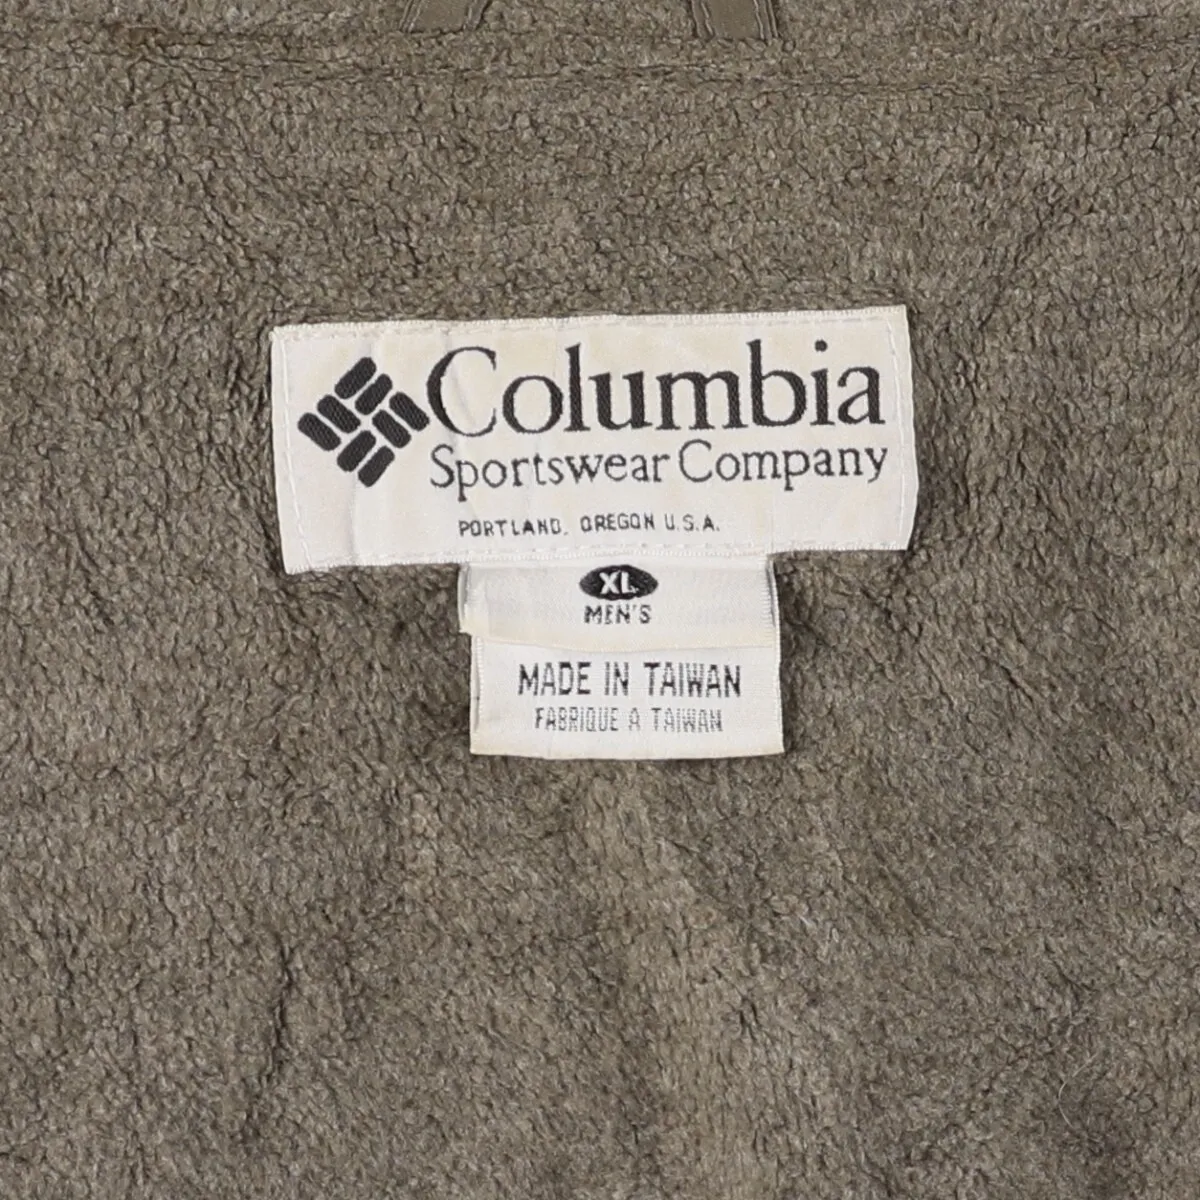 Columbia
Sportswear Company
PORTLAND, OREGON U.S.A.
XL
MEN'S
MADE IN TAIWAN
FABRIQUE A TAIWAN